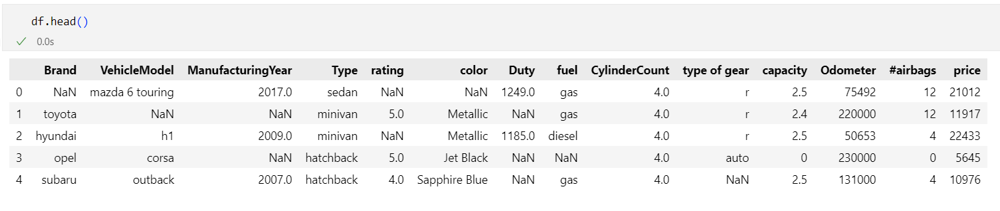 df.head()
0.0s
Brand VehicleModel ManufacturingYear Type rating color Duty fuel CylinderCount type of gear capacity Odometer #airbags price
0 NaN mazda 6 touring 2017.0 sedan NaN NaN 1249.0 gas 4.0 r 2.5 75492 12 21012
1 toyota NaN NaN minivan 5.0 Metallic NaN gas 4.0 r 2.4 220000 12 11917
2 hyundai h1 2009.0 minivan NaN Metallic 1185.0 diesel 4.0 r 2.5 50653 4 22433
3 opel corsa NaN hatchback 5.0 Jet Black NaN NaN 4.0 auto 0 230000 0 5645
4 subaru outback 2007.0 hatchback 4.0 Sapphire Blue NaN gas 4.0 NaN 2.5 131000 4 10976